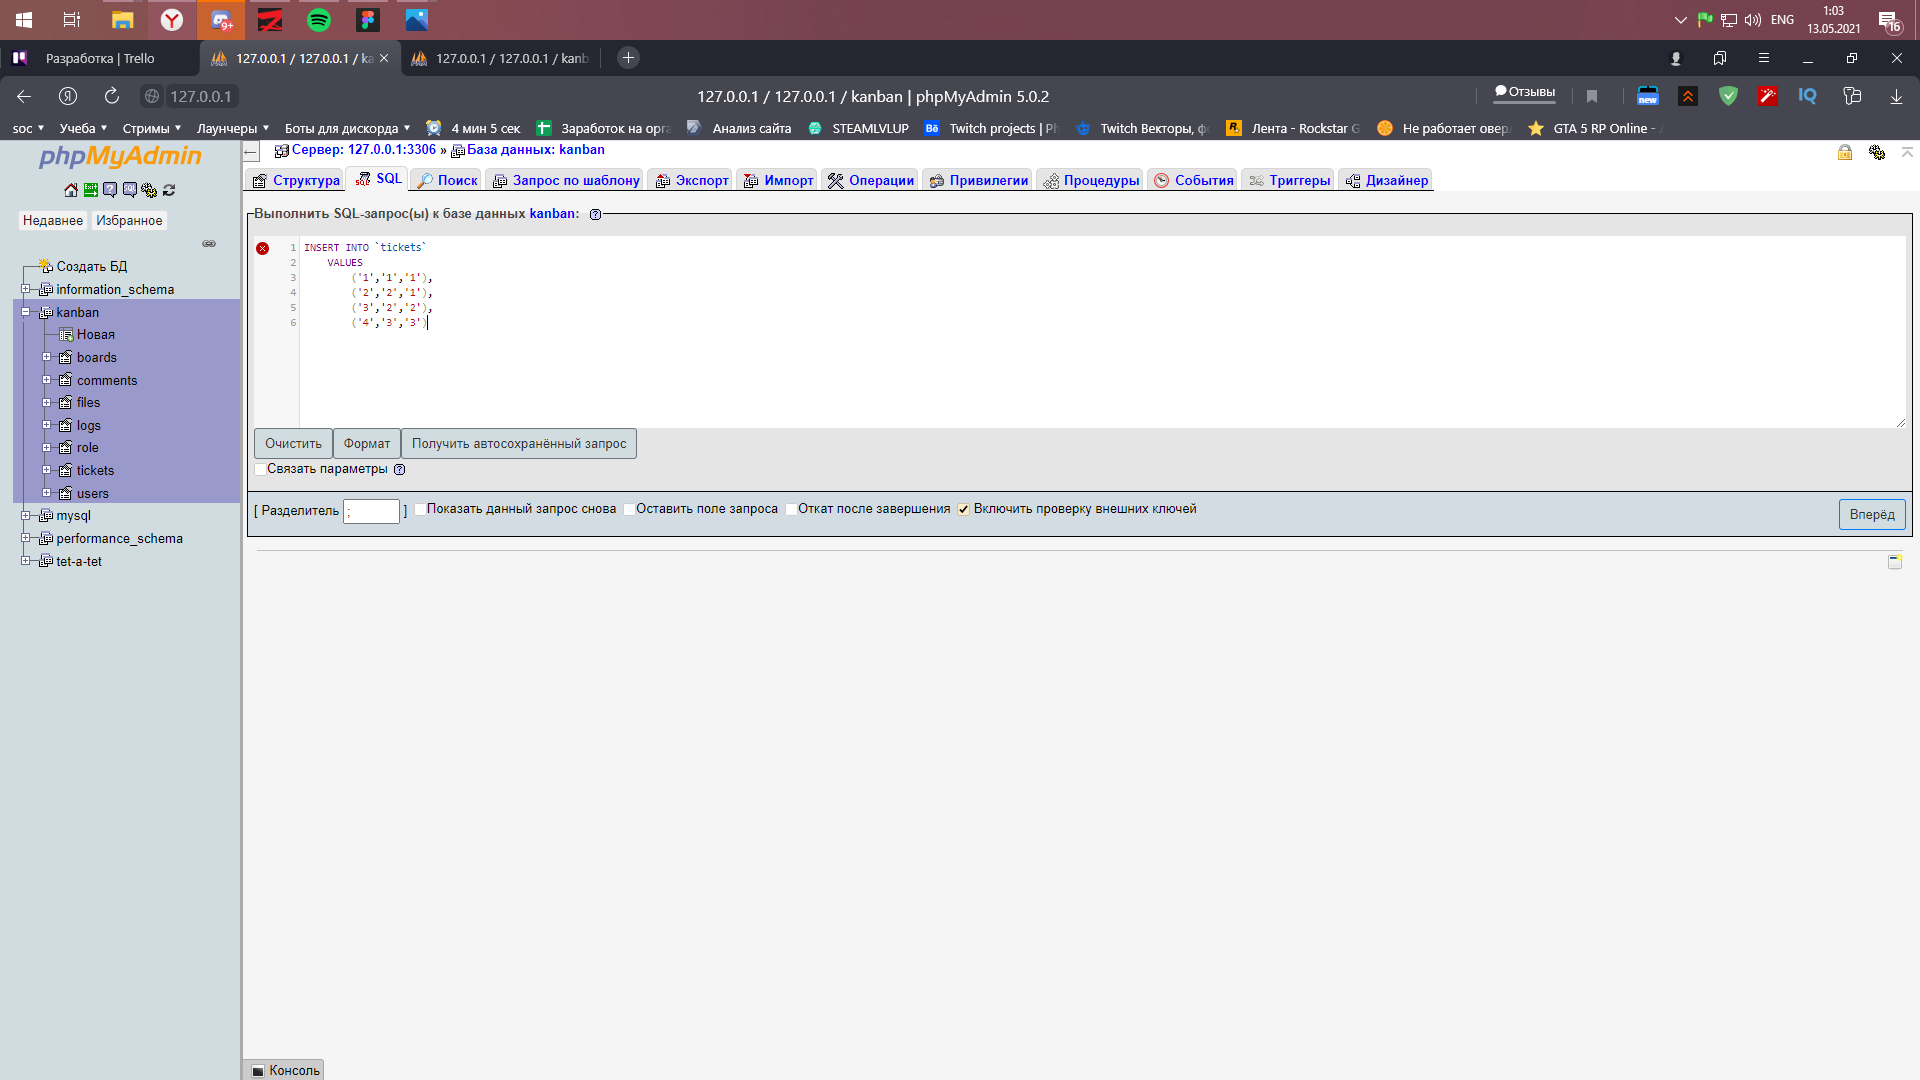 9+
ENG
1:03
13.05.2021
16
Разработка | Trello
127.0.0.1 / 127.0.0.1 / ka
127.0.0.1 / 127.0.0.1 / kanb
127.0.0.1
127.0.0.1 / 127.0.0.1 / kanban | phpMyAdmin 5.0.2
Отзывы
new
IQ
soc
Учеба
Стримы
Лаунчеры
Боты для дискорда
4 мин 5 сек
Заработок на орга
Анализ сайта
STEAMLVLUP
Bē
Twitch projects | Ph
Twitch Векторы, фо
Лента - Rockstar G
Не работает овер
GTA 5 RP Online -
phpMyAdmin
Недавнее
Избранное
Создать БД
information_schema
kanban
Новая
boards
comments
files
logs
role
tickets
users
mysql
performance_schema
tet-a-tet
Сервер: 127.0.0.1:3306 » База данных: kanban
Структура
SQL
Поиск
Запрос по шаблону
Экспорт
Импорт
Операции
Привилегии
Процедуры
События
Триггеры
Дизайнер
Выполнить SQL-запрос(ы) к базе данных kanban:
1 INSERT INTO `tickets`
2 VALUES
3 ('1','1','1'),
4 ('2','2','1'),
5 ('3','2','2'),
6 ('4','3','3')
Очистить
Формат
Получить автосохранённый запрос
Связать параметры
[ Разделитель ; ]
Показать данный запрос снова
Оставить поле запроса
Откат после завершения
Включить проверку внешних ключей
Вперёд
Консоль